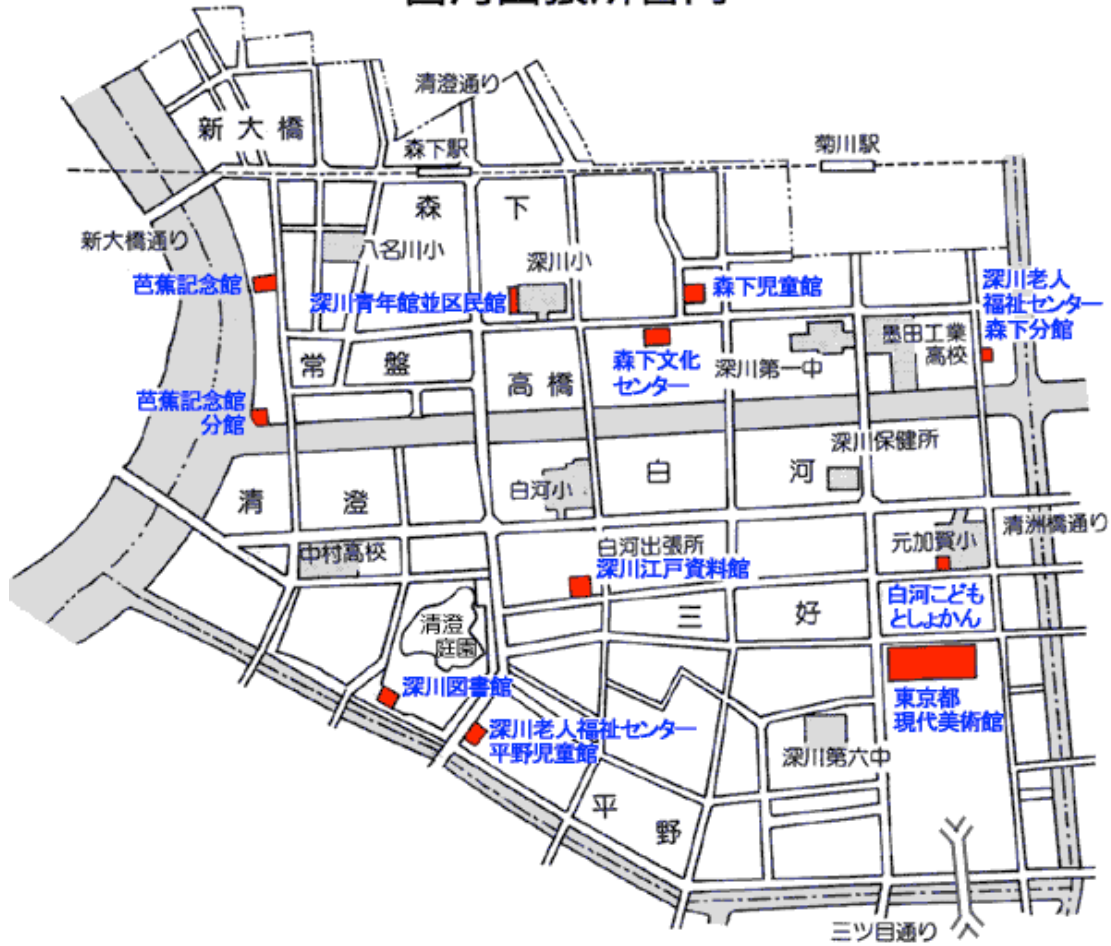 清澄通り
新大橋
森下駅
菊川駅
森下
新大橋通り
八名川小
深川小
芭蕉記念館
深川青年館並区民館
森下児童館
深川老人
福祉センター
森下分館
墨田工業
高校
森下文化
センター
深川第一中
常盤
高橋
芭蕉記念館
分館
深川保健所
白河
白河小
清澄
清洲橋通り
中村高校
白河出張所
深川江戸資料館
元加賀小
白河こども
としょかん
三好
清澄
庭園
深川図書館
東京都
現代美術館
深川老人福祉センター
平野児童館
深川第六中
平野
三ツ目通り